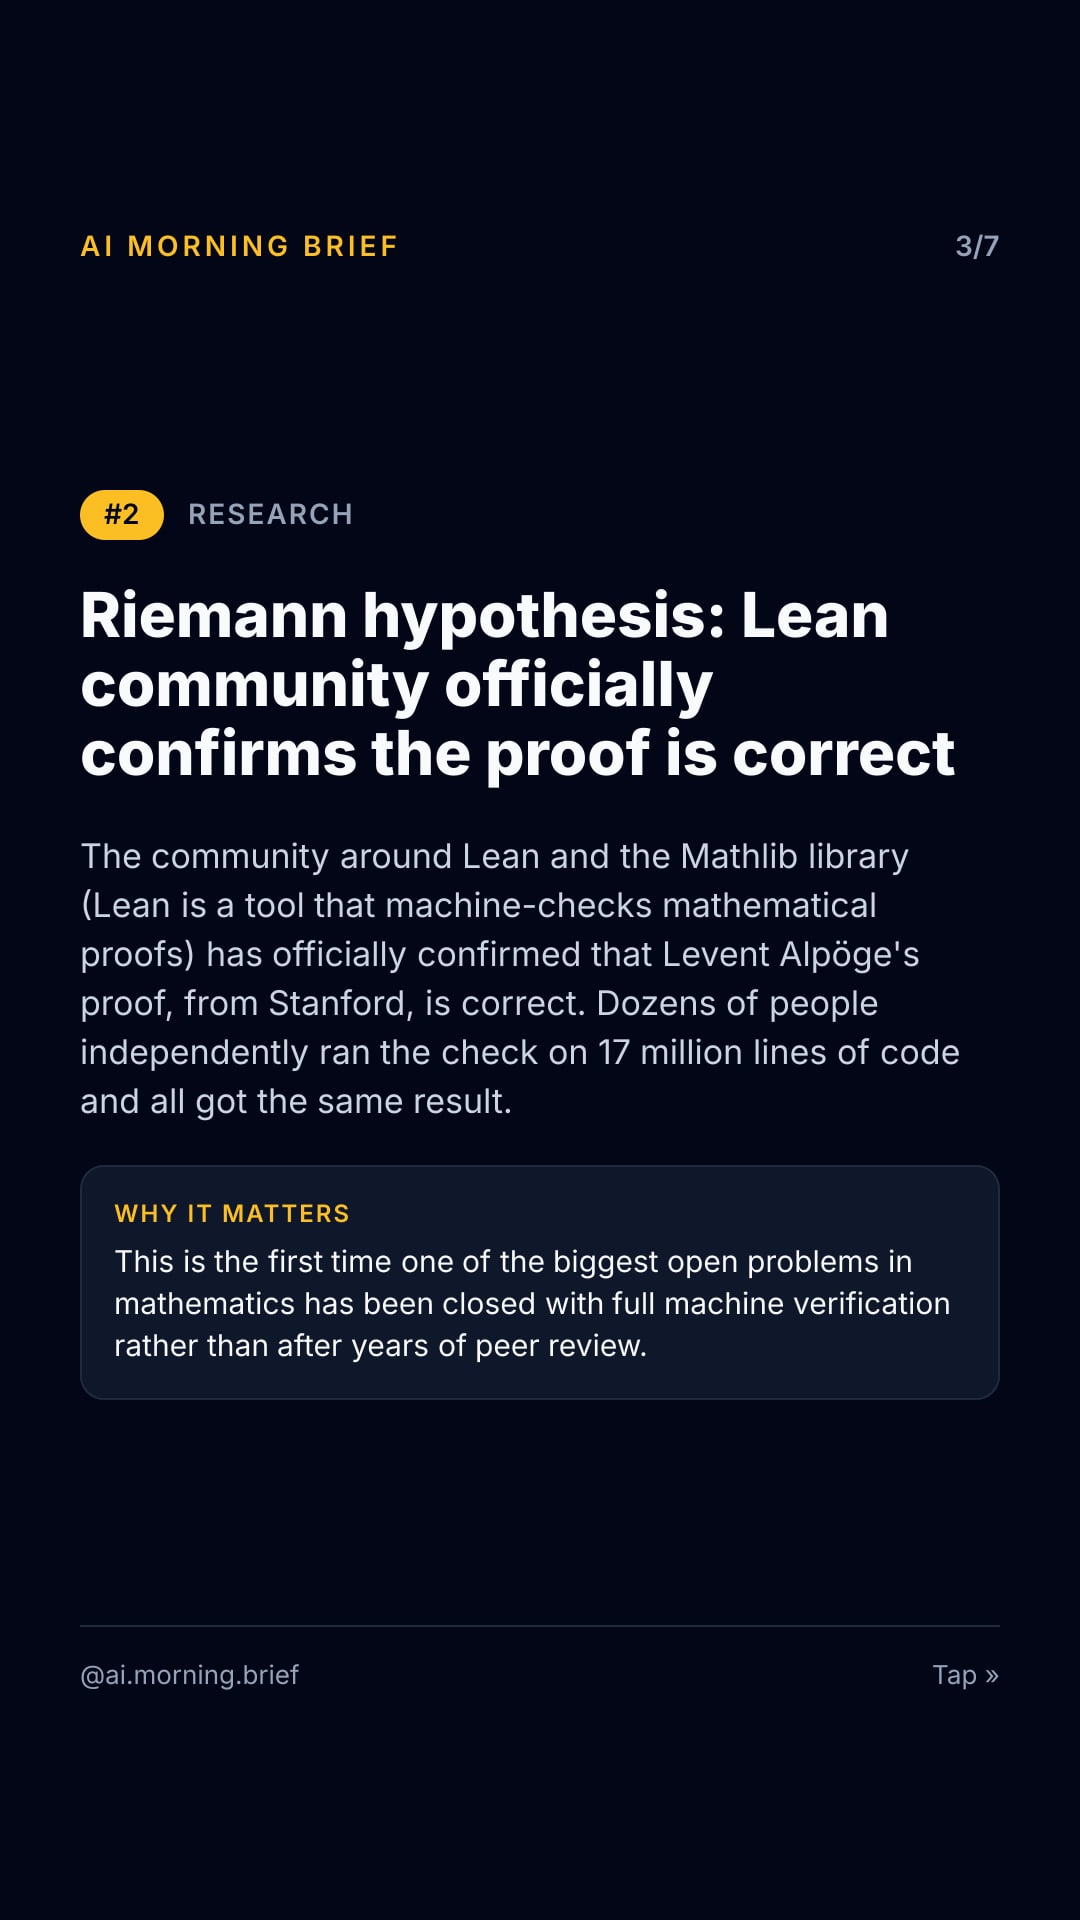 AI MORNING BRIEF
3/7
#2 RESEARCH
Riemann hypothesis: Lean
community officially
confirms the proof is correct
The community around Lean and the Mathlib library
(Lean is a tool that machine-checks mathematical
proofs) has officially confirmed that Levent Alpöge's
proof, from Stanford, is correct. Dozens of people
independently ran the check on 17 million lines of code
and all got the same result.
WHY IT MATTERS
This is the first time one of the biggest open problems in
mathematics has been closed with full machine verification
rather than after years of peer review.
@ai.morning.brief
Tap »